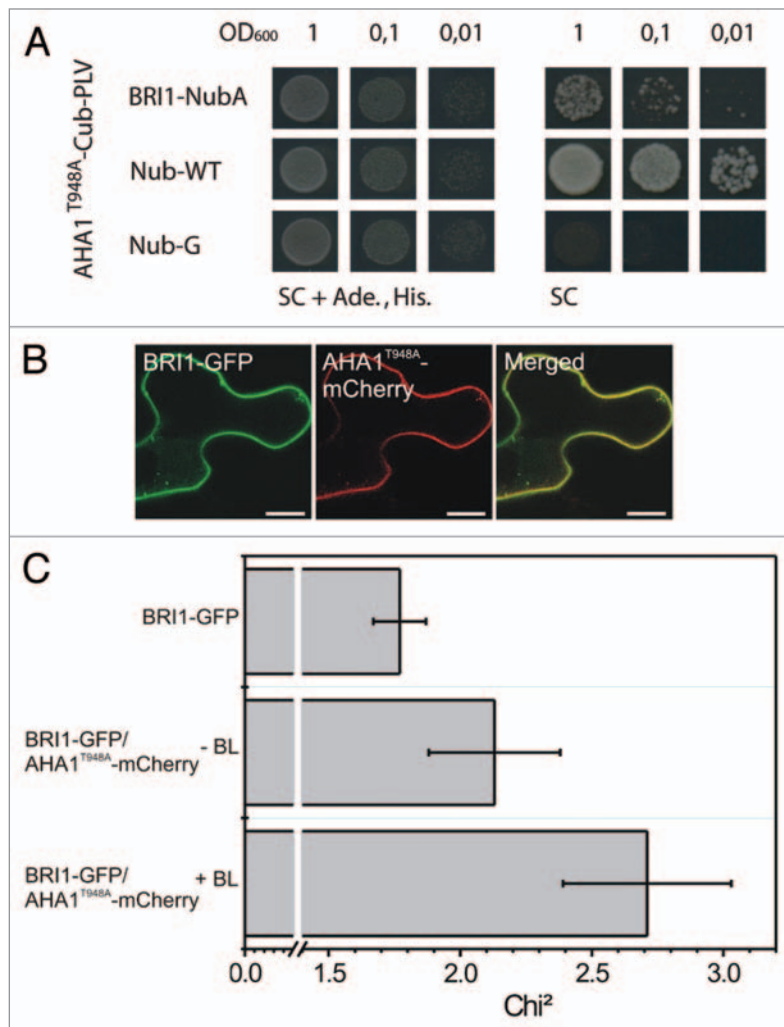 A
OD₆₀₀ 1 0,1 0,01 1 0,1 0,01
AHA1ᵀ⁹⁴⁸ᴬ-Cub-PLV
BRI1-NubA
Nub-WT
Nub-G
SC + Ade., His. SC
B
BRI1-GFP
AHA1ᵀ⁹⁴⁸ᴬ-
mCherry
Merged
C
BRI1-GFP
BRI1-GFP/
AHA1ᵀ⁹⁴⁸ᴬ-mCherry - BL
BRI1-GFP/
AHA1ᵀ⁹⁴⁸ᴬ-mCherry + BL
0.0 1.5 2.0 2.5 3.0
Chi²